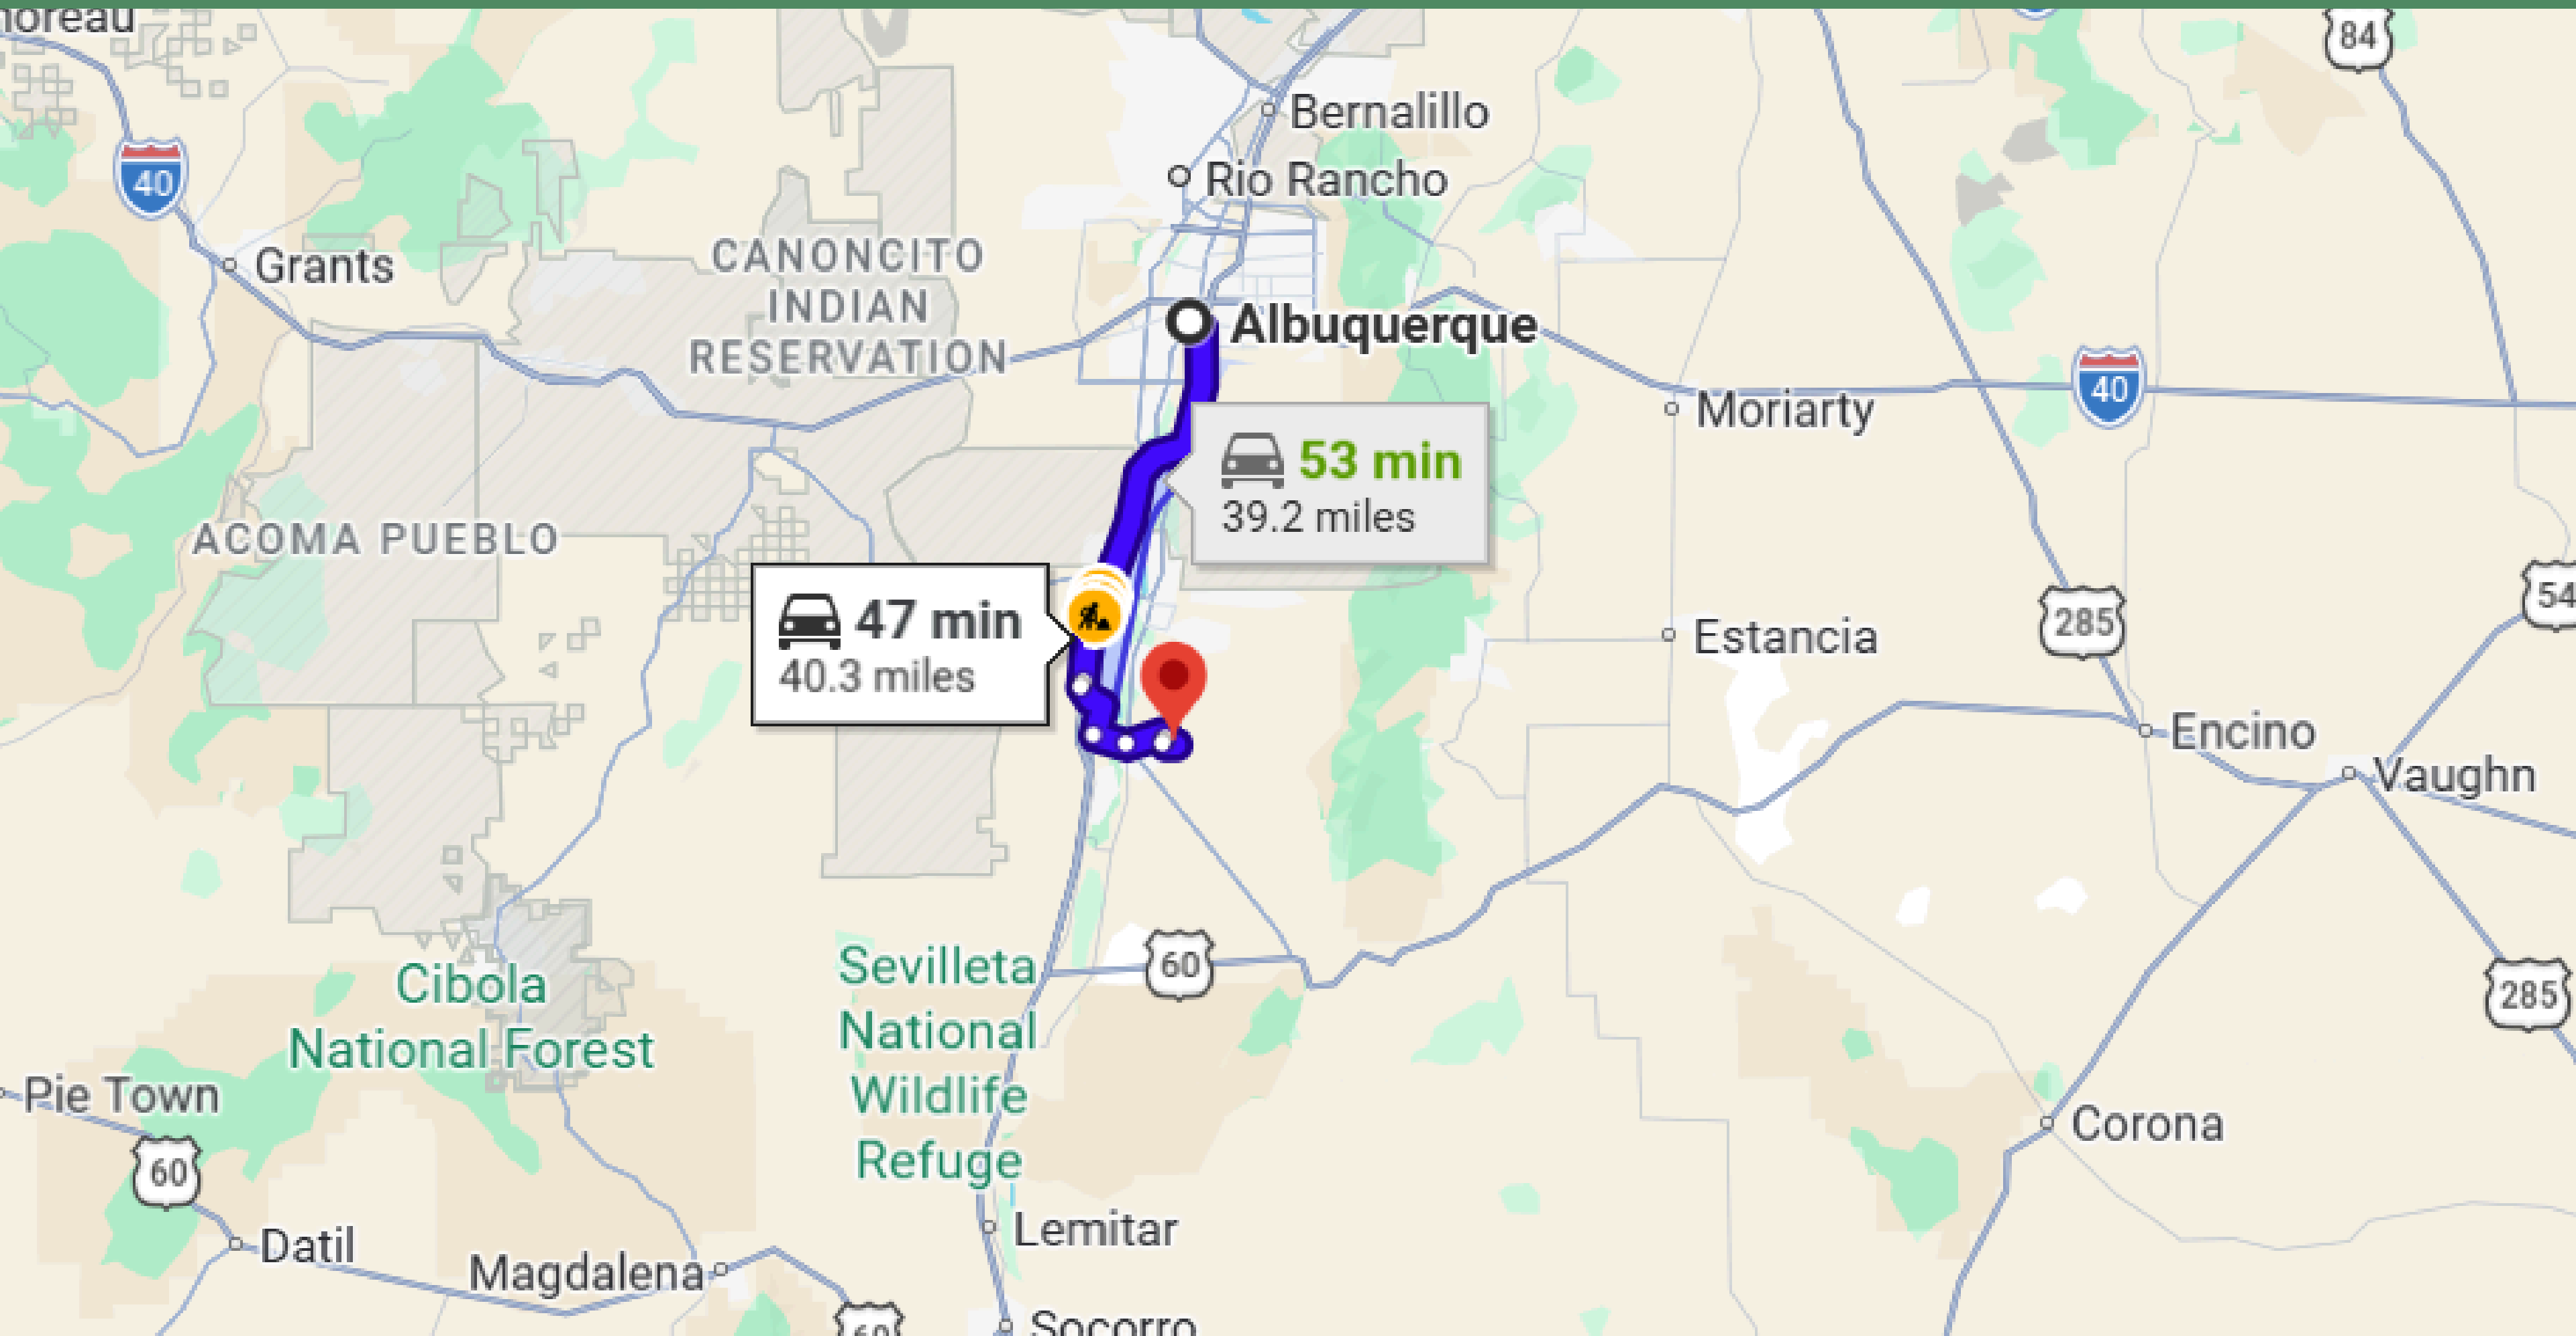 84
Bernalillo
Rio Rancho
40
Grants
CANONCITO
INDIAN
RESERVATION
Albuquerque
40
Moriarty
53 min
39.2 miles
ACOMA PUEBLO
47 min
40.3 miles
285
54
Estancia
Encino
Vaughn
60
285
Sevilleta
National
Wildlife
Refuge
Cibola
National Forest
Pie Town
60
Corona
Lemitar
Datil
Magdalena
60
Socorro